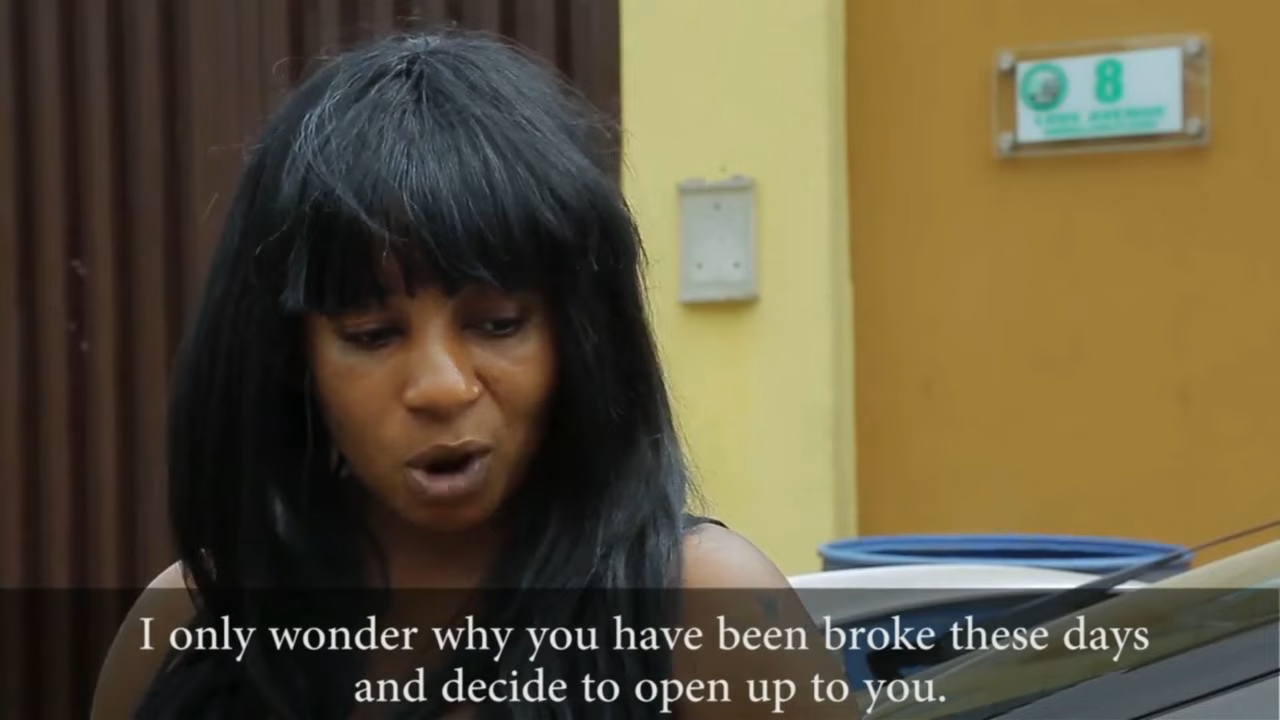 8
I only wonder why you have been broke these days
and decide to open up to you.